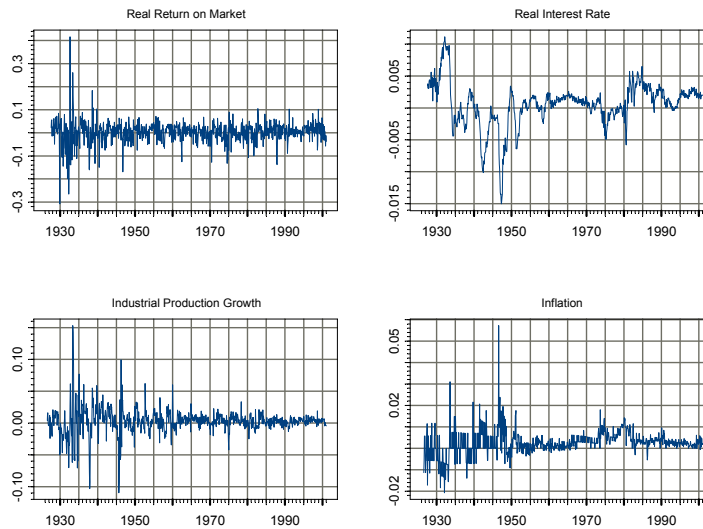 Real Return on Market
0.3
0.1
-0.1
-0.3
1930 1950 1970 1990
Real Interest Rate
0.005
-0.005
-0.015
1930 1950 1970 1990
Industrial Production Growth
0.10
0.00
-0.10
1930 1950 1970 1990
Inflation
0.05
0.02
-0.02
1930 1950 1970 1990